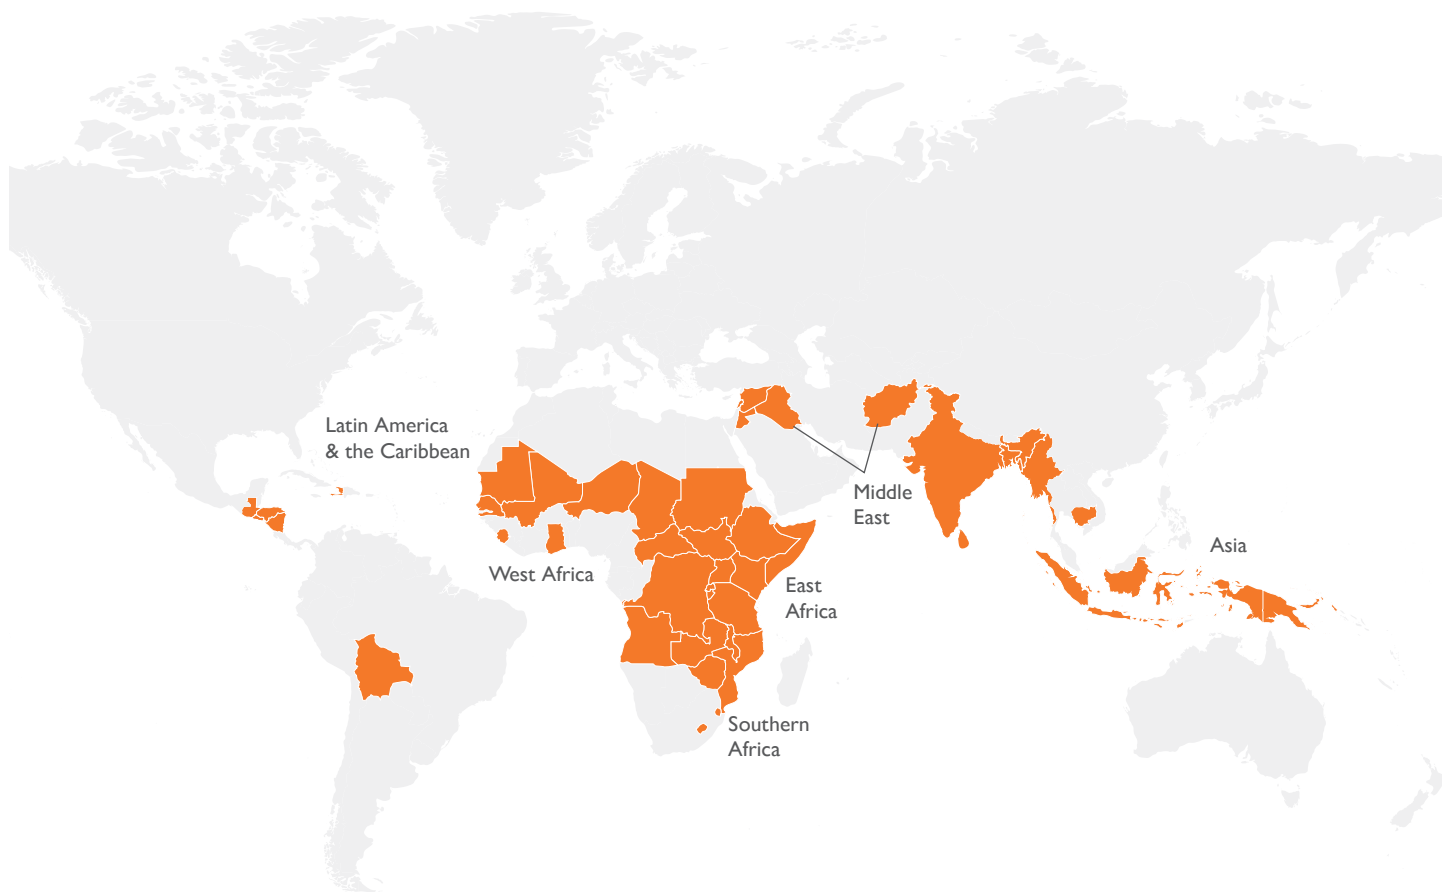 Latin America
& the Caribbean
West Africa
East
Africa
Southern
Africa
Middle
East
Asia